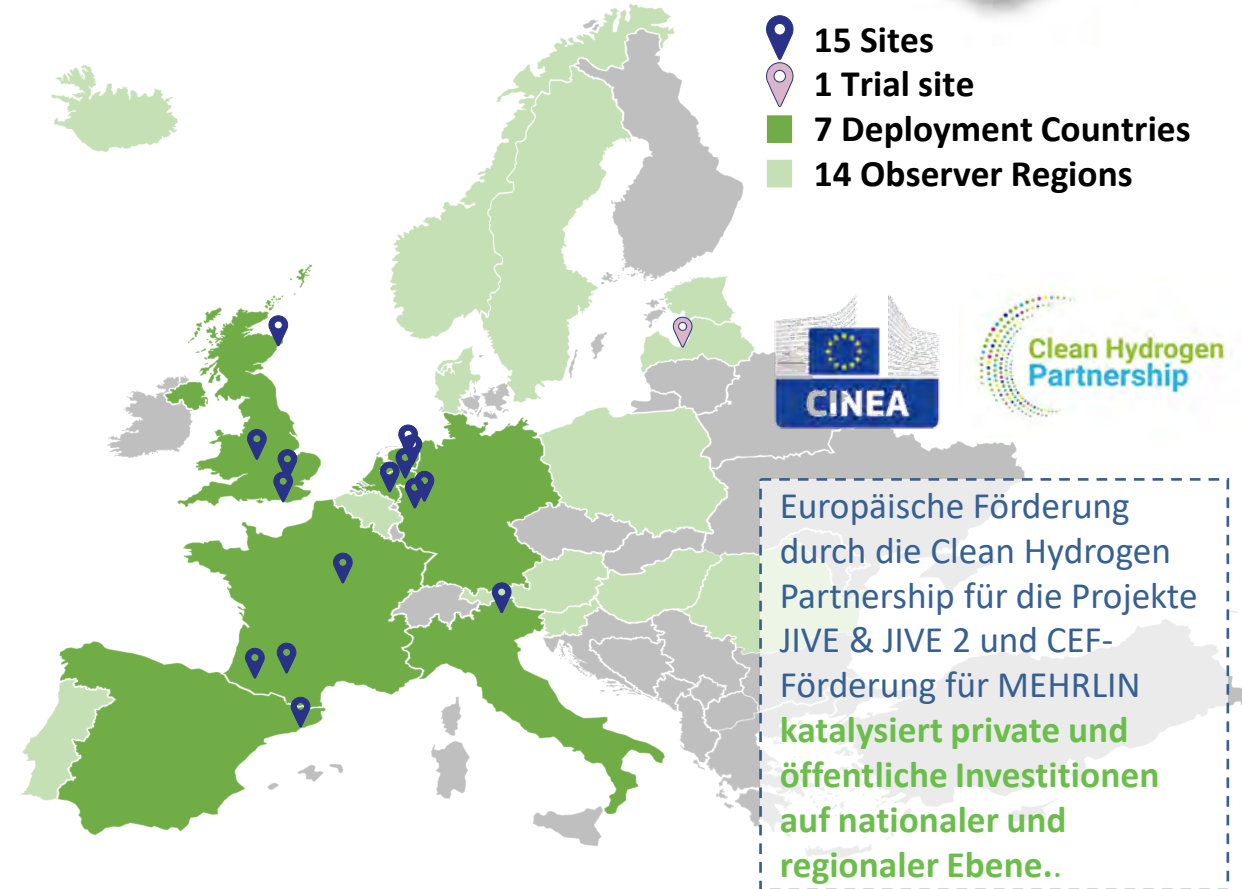 15 Sites
1 Trial site
7 Deployment Countries
14 Observer Regions
CINEA
Clean Hydrogen
Partnership
Europäische Förderung
durch die Clean Hydrogen
Partnership für die Projekte
JIVE & JIVE 2 und CEF-
Förderung für MEHRLIN
katalysiert private und
öffentliche Investitionen
auf nationaler und
regionaler Ebene..